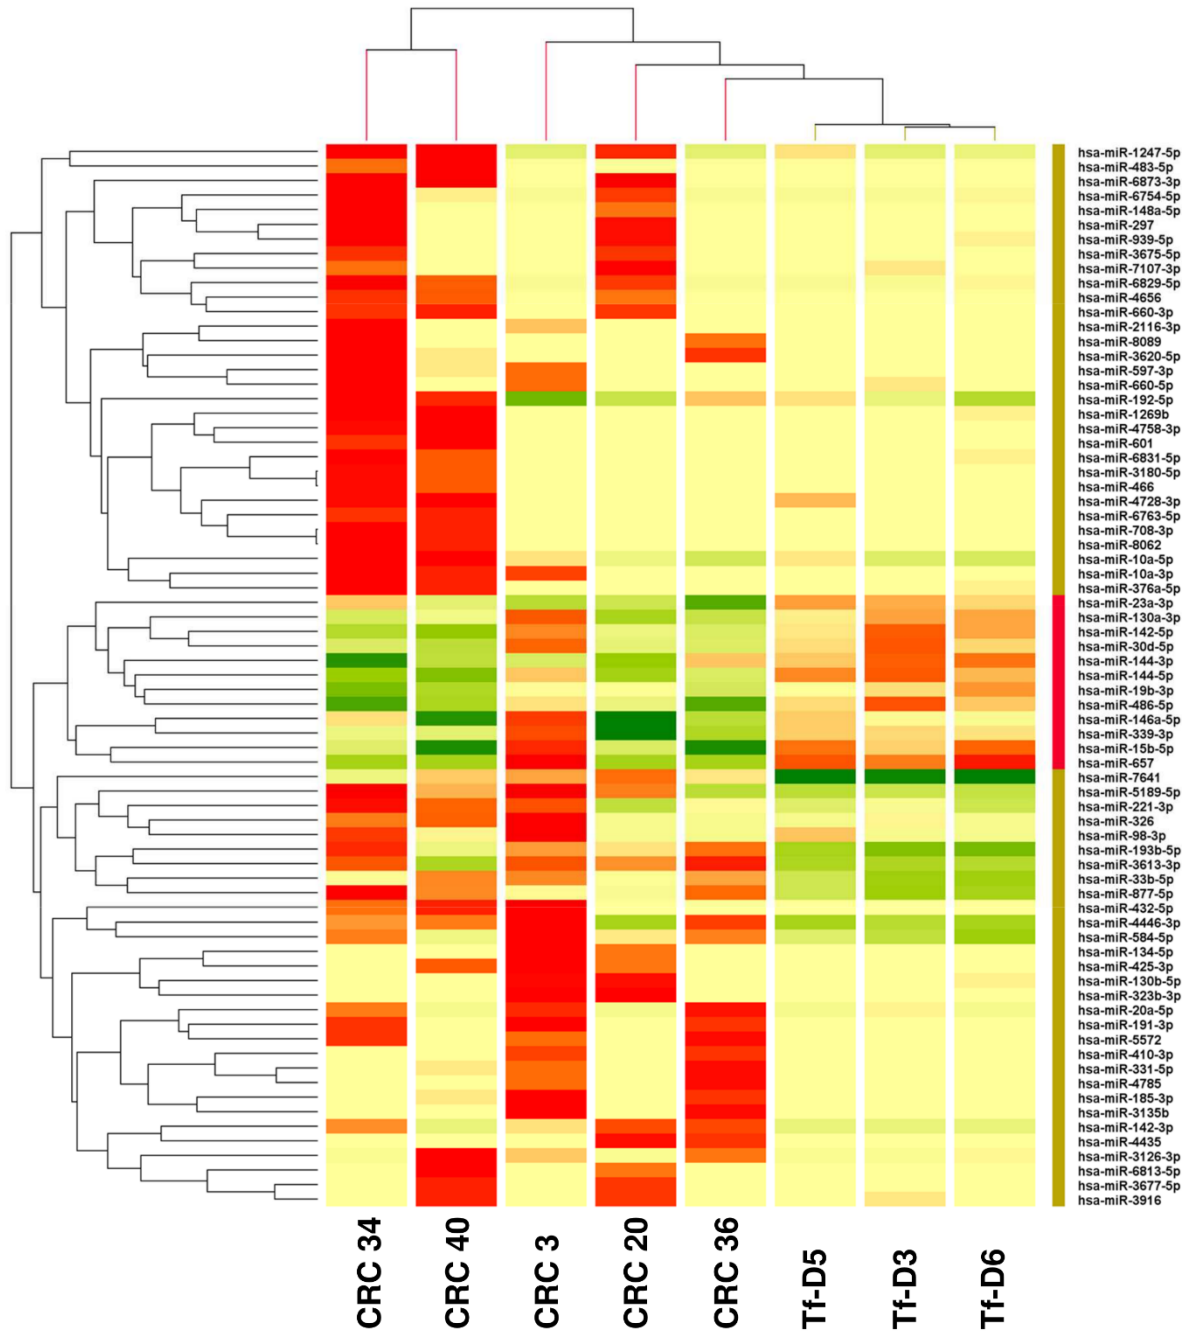 hsa-miR-1247-5p
hsa-miR-483-5p
hsa-miR-6873-3p
hsa-miR-6754-5p
hsa-miR-148a-5p
hsa-miR-297
hsa-miR-939-5p
hsa-miR-3675-5p
hsa-miR-7107-3p
hsa-miR-6829-5p
hsa-miR-4656
hsa-miR-660-3p
hsa-miR-2116-3p
hsa-miR-8089
hsa-miR-3620-5p
hsa-miR-597-3p
hsa-miR-660-5p
hsa-miR-192-5p
hsa-miR-1269b
hsa-miR-4758-3p
hsa-miR-601
hsa-miR-6831-5p
hsa-miR-3180-5p
hsa-miR-466
hsa-miR-4728-3p
hsa-miR-6763-5p
hsa-miR-708-3p
hsa-miR-8062
hsa-miR-10a-5p
hsa-miR-10a-3p
hsa-miR-376a-5p
hsa-miR-23a-3p
hsa-miR-130a-3p
hsa-miR-142-5p
hsa-miR-30d-5p
hsa-miR-144-3p
hsa-miR-144-5p
hsa-miR-19b-3p
hsa-miR-486-5p
hsa-miR-146a-5p
hsa-miR-339-3p
hsa-miR-15b-5p
hsa-miR-657
hsa-miR-7641
hsa-miR-5189-5p
hsa-miR-221-3p
hsa-miR-326
hsa-miR-98-3p
hsa-miR-193b-5p
hsa-miR-3613-3p
hsa-miR-33b-5p
hsa-miR-877-5p
hsa-miR-432-5p
hsa-miR-4446-3p
hsa-miR-584-5p
hsa-miR-134-5p
hsa-miR-425-3p
hsa-miR-130b-5p
hsa-miR-323b-3p
hsa-miR-20a-5p
hsa-miR-191-3p
hsa-miR-5572
hsa-miR-410-3p
hsa-miR-331-5p
hsa-miR-4785
hsa-miR-185-3p
hsa-miR-3135b
hsa-miR-142-3p
hsa-miR-4435
hsa-miR-3126-3p
hsa-miR-6813-5p
hsa-miR-3677-5p
hsa-miR-3916
CRC 34
CRC 40
CRC 3
CRC 20
CRC 36
Tf-D5
Tf-D3
Tf-D6